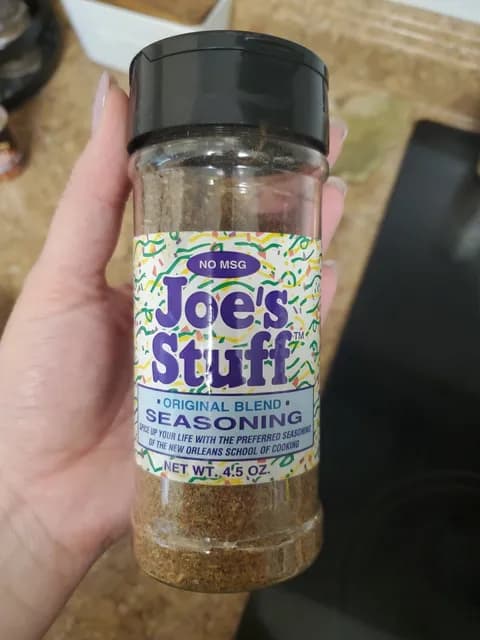 NO MSG
Joe's
Stuff™
• ORIGINAL BLEND •
SEASONING
SPICE UP YOUR LIFE WITH THE PREFERRED SEASONING
OF THE NEW ORLEANS SCHOOL OF COOKING
NET WT. 4.5 OZ.